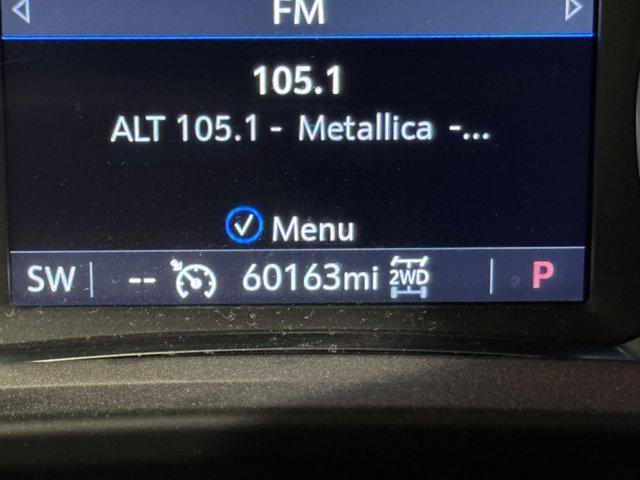 FM
105.1
ALT 105.1 - Metallica -...
Menu
SW -- 60163mi 2WD P